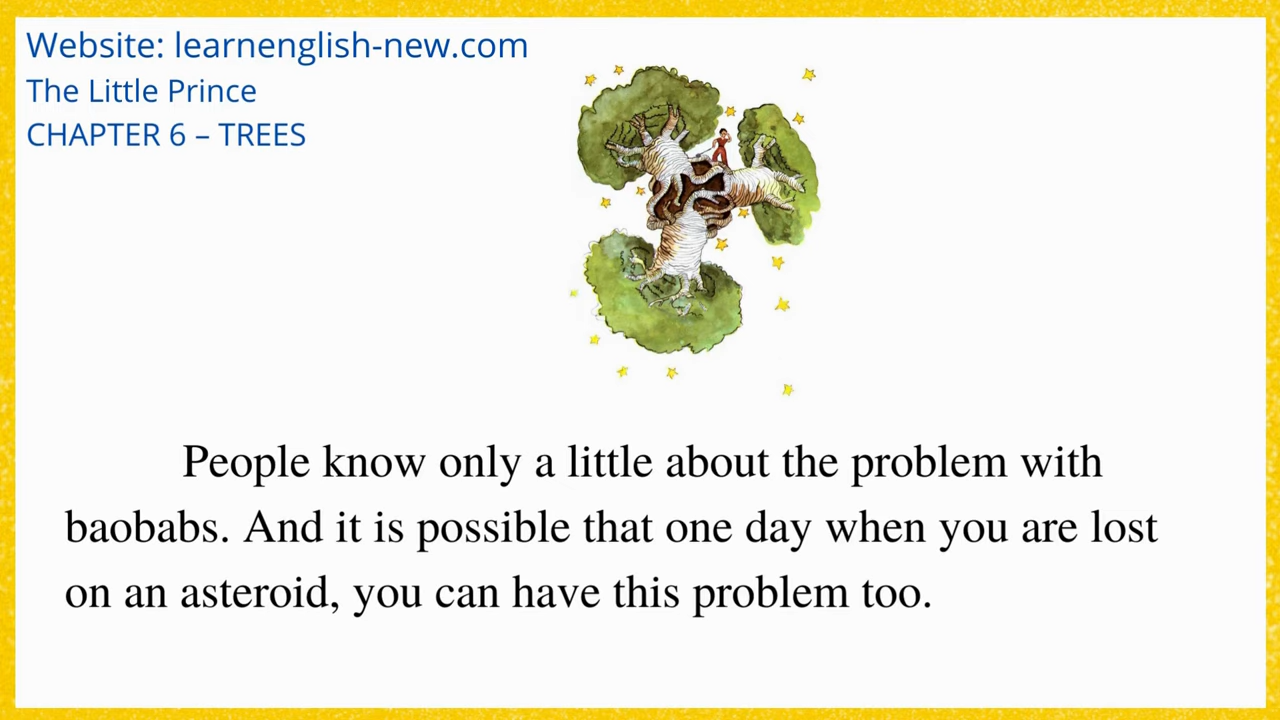 Website: learnenglish-new.com
The Little Prince
CHAPTER 6 – TREES
People know only a little about the problem with
baobabs. And it is possible that one day when you are lost
on an asteroid, you can have this problem too.